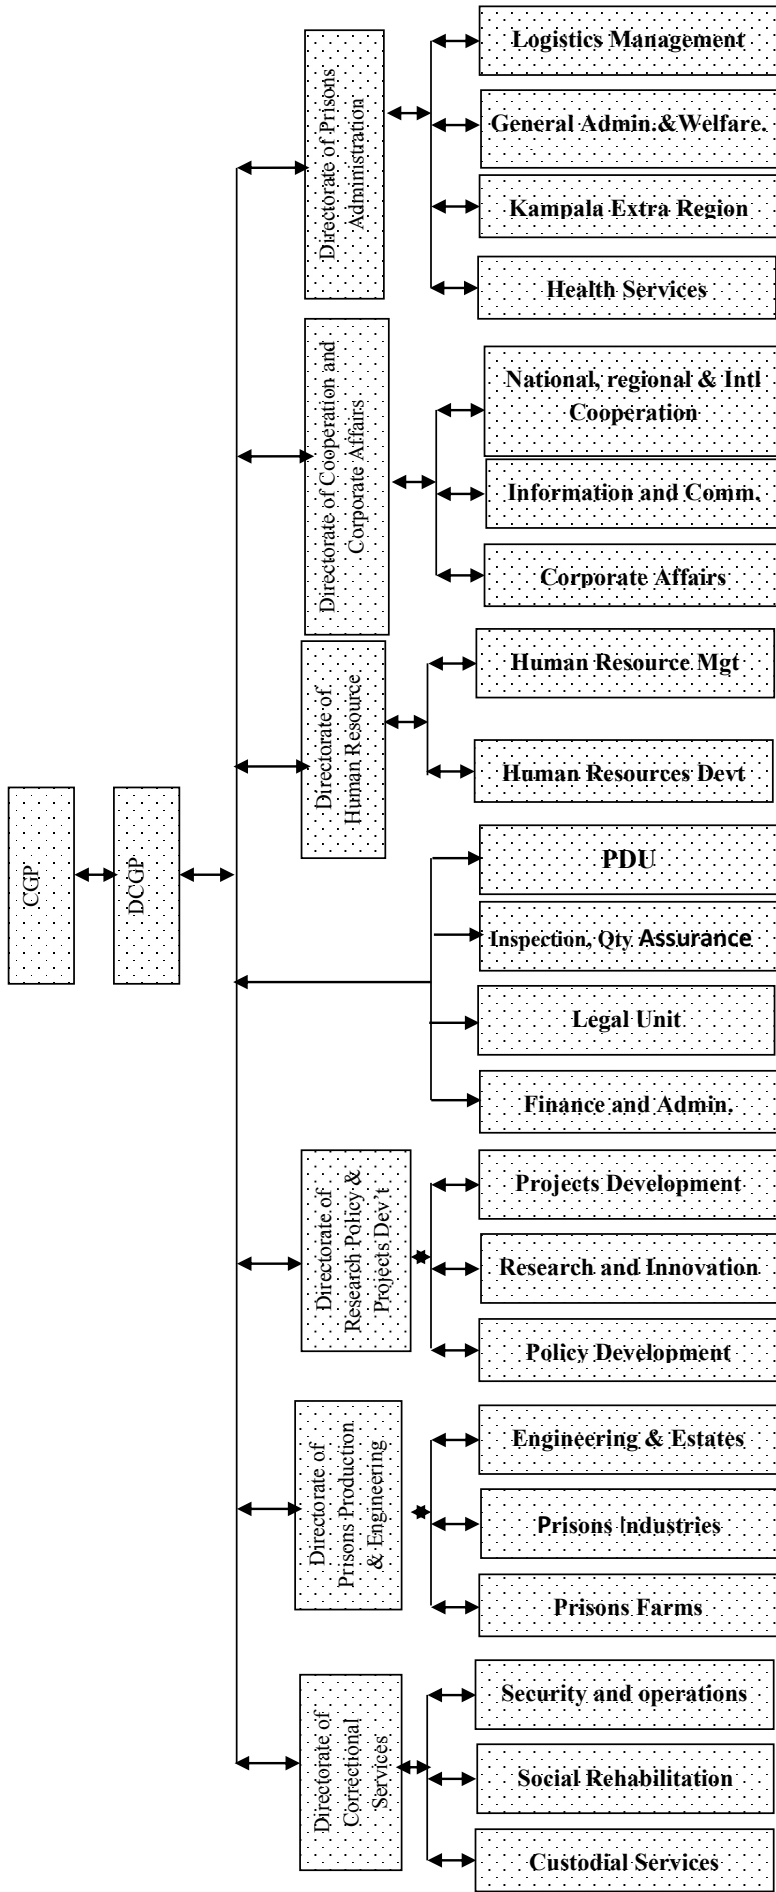 CGP
DCGP
Directorate of Prisons
Administration
Logistics Management
General Admin.&Welfare.
Kampala Extra Region
Health Services
Directorate of Cooperation and
Corporate Affairs
National, regional & Intl
Cooperation
Information and Comm.
Corporate Affairs
Directorate of
Human Resource
Human Resource Mgt
Human Resources Devt
PDU
Inspection, Qty Assurance
Legal Unit
Finance and Admin.
Directorate of
Research Policy &
Projects Dev’t
Projects Development
Research and Innovation
Policy Development
Directorate of
Prisons Production
& Engineering
Engineering & Estates
Prisons Industries
Prisons Farms
Directorate of
Correctional
Services
Security and operations
Social Rehabilitation
Custodial Services